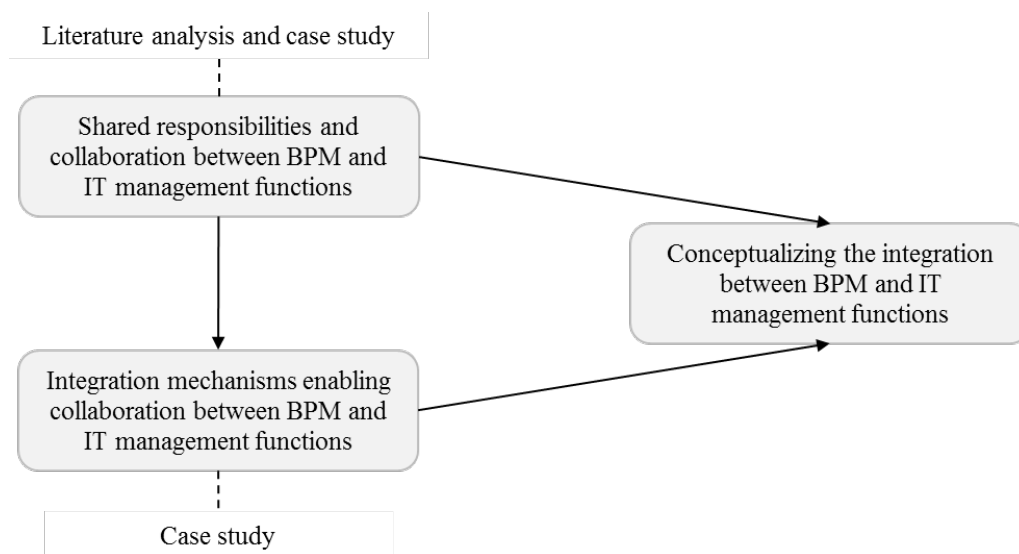 Literature analysis and case study
Shared responsibilities and
collaboration between BPM and
IT management functions
Conceptualizing the integration
between BPM and IT
management functions
Integration mechanisms enabling
collaboration between BPM and
IT management functions
Case study